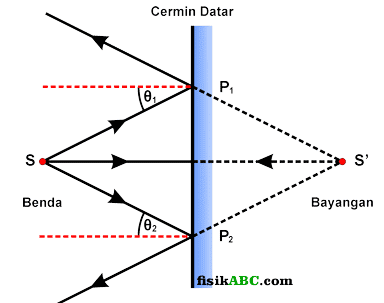 Cermin Datar
θ1
P1
S
S'
Benda
Bayangan
θ2
P2
fisikABC.com